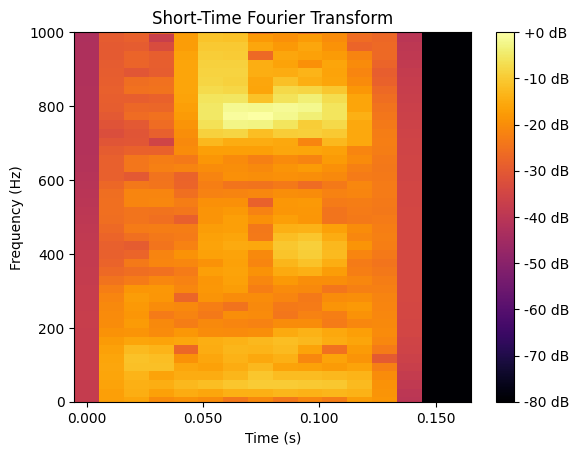 Short-Time Fourier Transform
1000
800
600
400
200
0
Frequency (Hz)
0.000
0.050
0.100
0.150
Time (s)
+0 dB
-10 dB
-20 dB
-30 dB
-40 dB
-50 dB
-60 dB
-70 dB
-80 dB